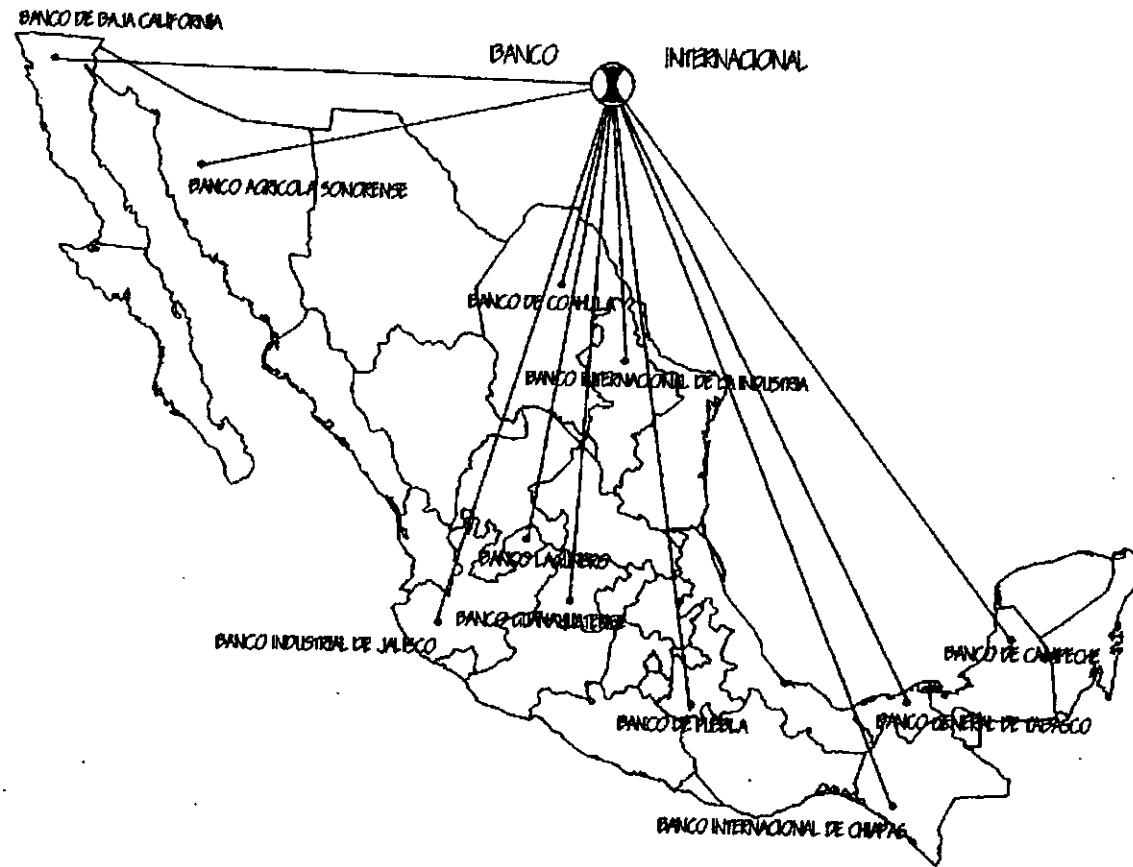 BANCO DE BAJA CALIFORNIA
BANCO INTERNACIONAL
BANCO AGRICOLA SONORENSE
BANCO DE COAHUILA
BANCO INTERNACIONAL DE LA INDUSTRIA
BANCO LAGUNERO
BANCO GUANAJUATENSE
BANCO INDUSTRIAL DE JALISCO
BANCO DE CAMPECHE
BANCO DE PUEBLA
BANCO GENERAL DE TABASCO
BANCO INTERNACIONAL DE CHIAPAS